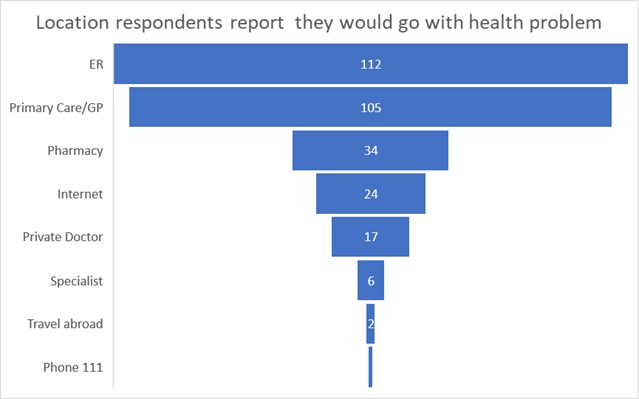 Location respondents report  they would go with health problem
ER 112
Primary Care/GP 105
Pharmacy 34
Internet 24
Private Doctor 17
Specialist 6
Travel abroad 2
Phone 111